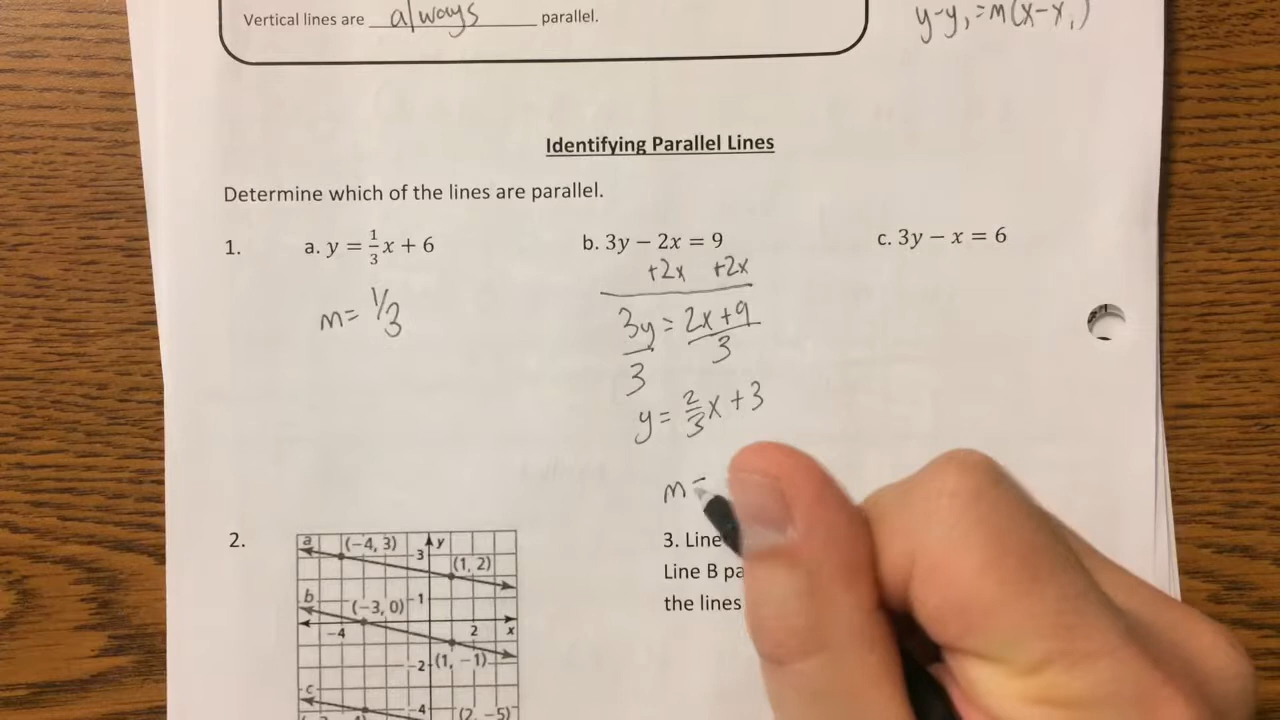 Vertical lines are always parallel.
y-y₁=m(x-x₁)
Identifying Parallel Lines
Determine which of the lines are parallel.
1. a. y = 1/3 x + 6 b. 3y − 2x = 9 c. 3y − x = 6
+2x +2x
m= 1/3
3y = 2x+9
3 3
y = 2/3 x + 3
m=
2.
a (−4, 3) y
3 (1, 2)
b (−3, 0) 1
−4 2 x
−2 (1, −1)
c
−4 (2, −5)
3. Line
Line B
the lines